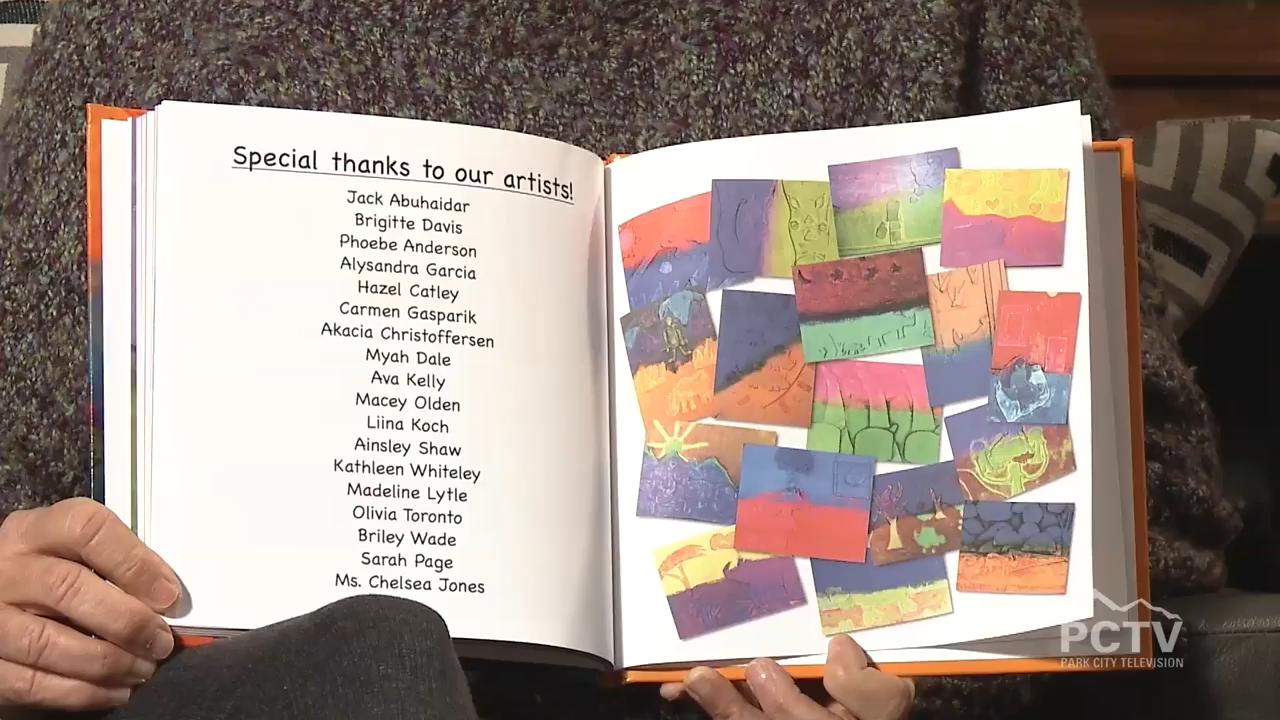 Special thanks to our artists!
Jack Abuhaidar
Brigitte Davis
Phoebe Anderson
Alysandra Garcia
Hazel Catley
Carmen Gasparik
Akacia Christoffersen
Myah Dale
Ava Kelly
Macey Olden
Liina Koch
Ainsley Shaw
Kathleen Whiteley
Madeline Lytle
Olivia Toronto
Briley Wade
Sarah Page
Ms. Chelsea Jones
PCTV
PARK CITY TELEVISION